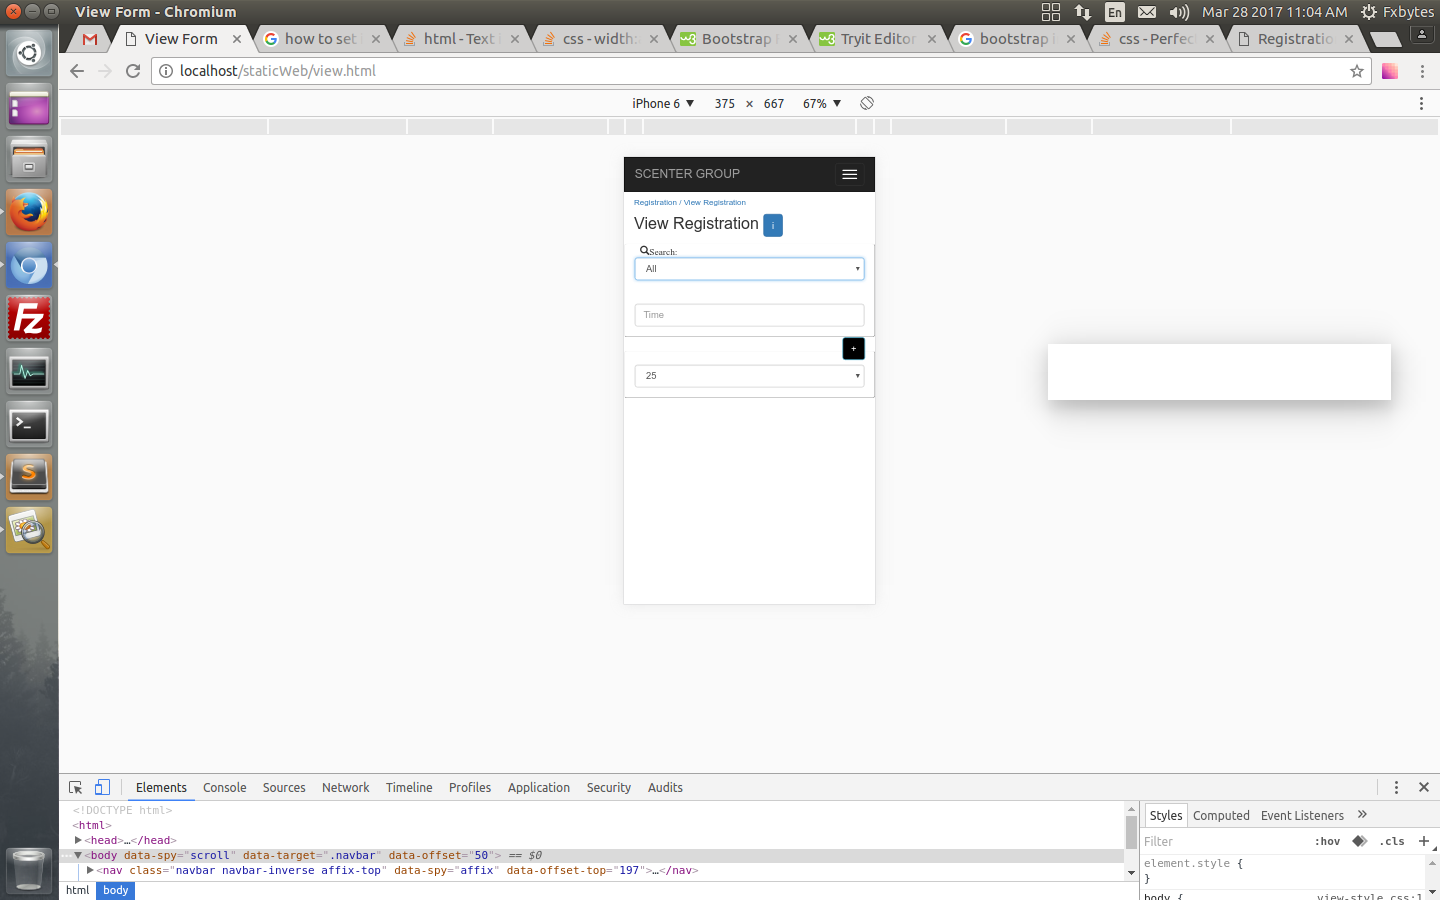 View Form - Chromium
En
Mar 28 2017 11:04 AM
Fxbytes
View Form
how to set
html - Text
css - width:
Bootstrap
Tryit Editor
bootstrap
css - Perfec
Registratio
localhost/staticWeb/view.html
iPhone 6 ▼ 375 × 667 67% ▼
SCENTER GROUP
Registration / View Registration
View Registration i
Search:
All
Time
+
25
Elements Console Sources Network Timeline Profiles Application Security Audits
<!DOCTYPE html>
<html>
▶<head>…</head>
…▼<body data-spy="scroll" data-target=".navbar" data-offset="50"> == $0
▶<nav class="navbar navbar-inverse affix-top" data-spy="affix" data-offset-top="197">…</nav>
html body
Styles Computed Event Listeners »
Filter :hov .cls +
element.style {
}
body { view-style.css:1